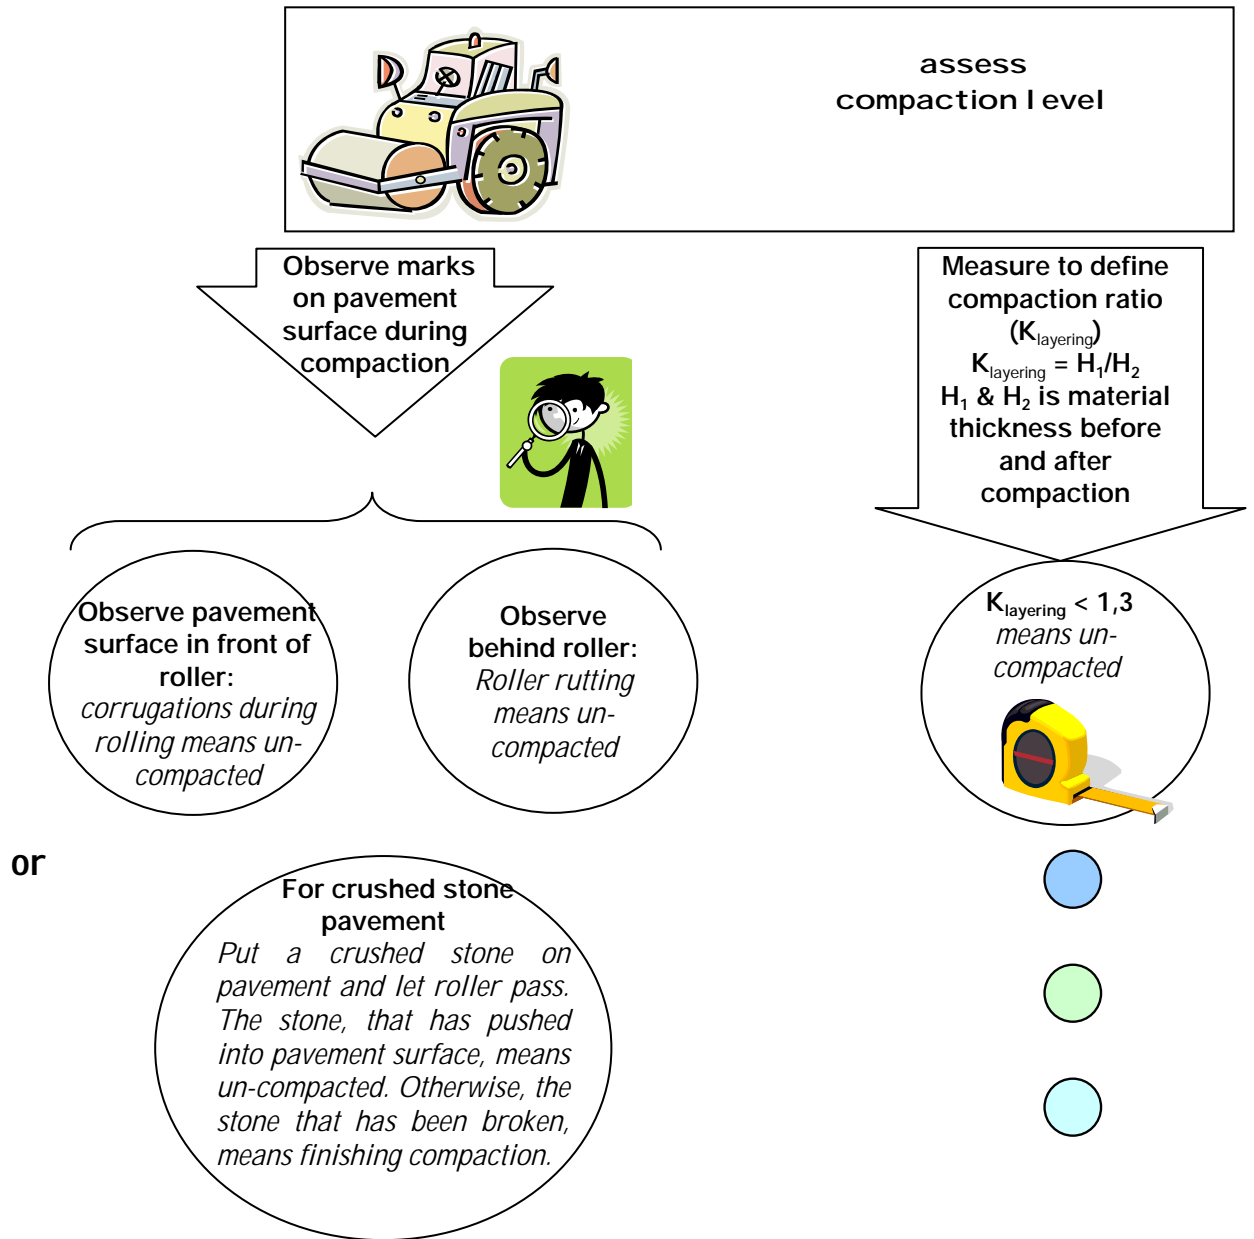 assess
compaction level
Observe marks
on pavement
surface during
compaction
Measure to define
compaction ratio
(Klayering)
Klayering = H1/H2
H1 & H2 is material
thickness before
and after
compaction
Observe pavement
surface in front of
roller:
corrugations during
rolling means un-
compacted
Observe
behind roller:
Roller rutting
means un-
compacted
Klayering < 1,3
means un-
compacted
or
For crushed stone
pavement
Put a crushed stone on
pavement and let roller pass.
The stone, that has pushed
into pavement surface, means
un-compacted. Otherwise, the
stone that has been broken,
means finishing compaction.